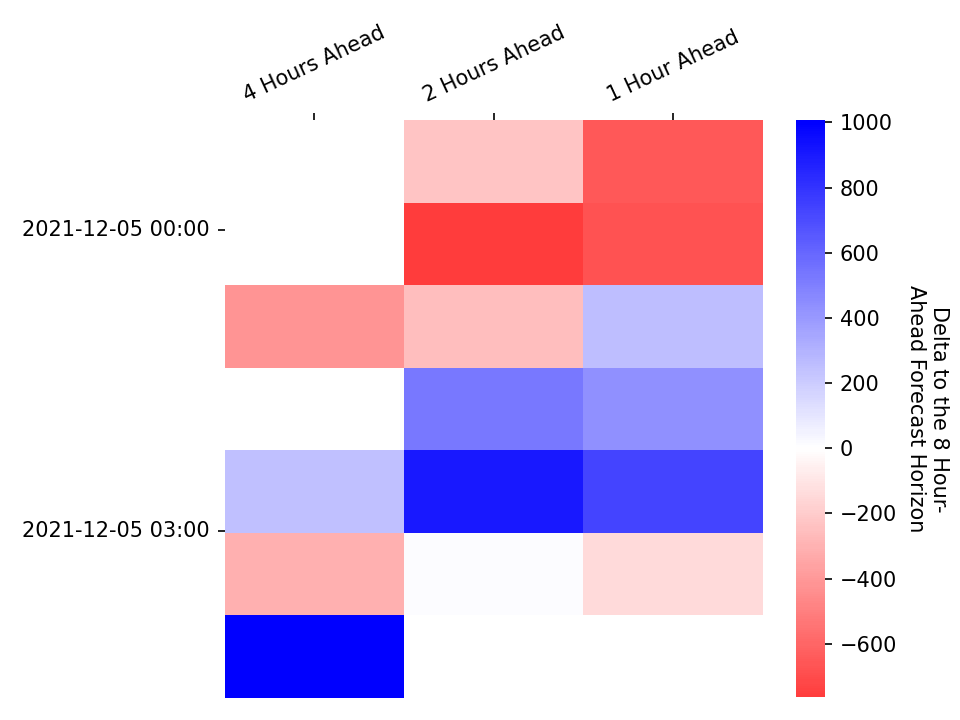 4 Hours Ahead
2 Hours Ahead
1 Hour Ahead
2021-12-05 00:00
2021-12-05 03:00
1000
800
600
400
200
0
−200
−400
−600
Delta to the 8 Hour-
Ahead Forecast Horizon